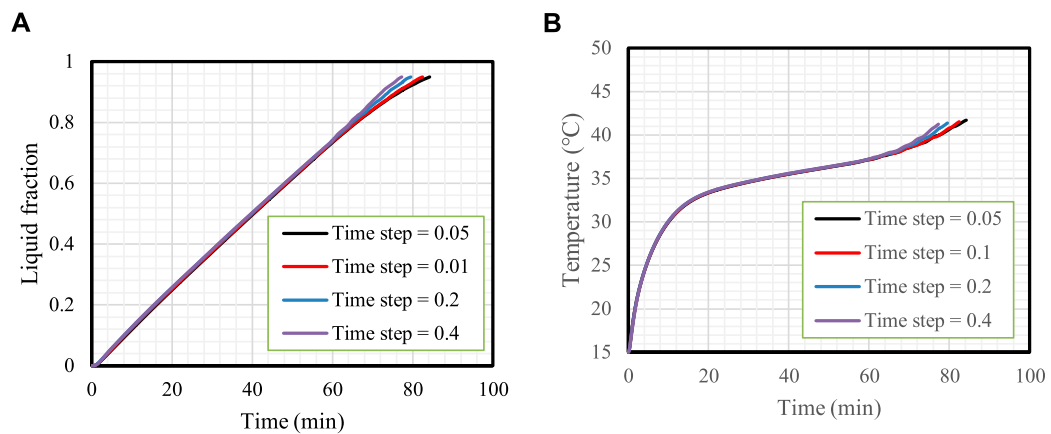 A
1
0.8
0.6
0.4
0.2
0
Liquid fraction
Time step = 0.05
Time step = 0.01
Time step = 0.2
Time step = 0.4
0 20 40 60 80 100
Time (min)
B
50
45
40
35
30
25
20
15
Temperature (℃)
Time step = 0.05
Time step = 0.1
Time step = 0.2
Time step = 0.4
0 20 40 60 80 100
Time (min)